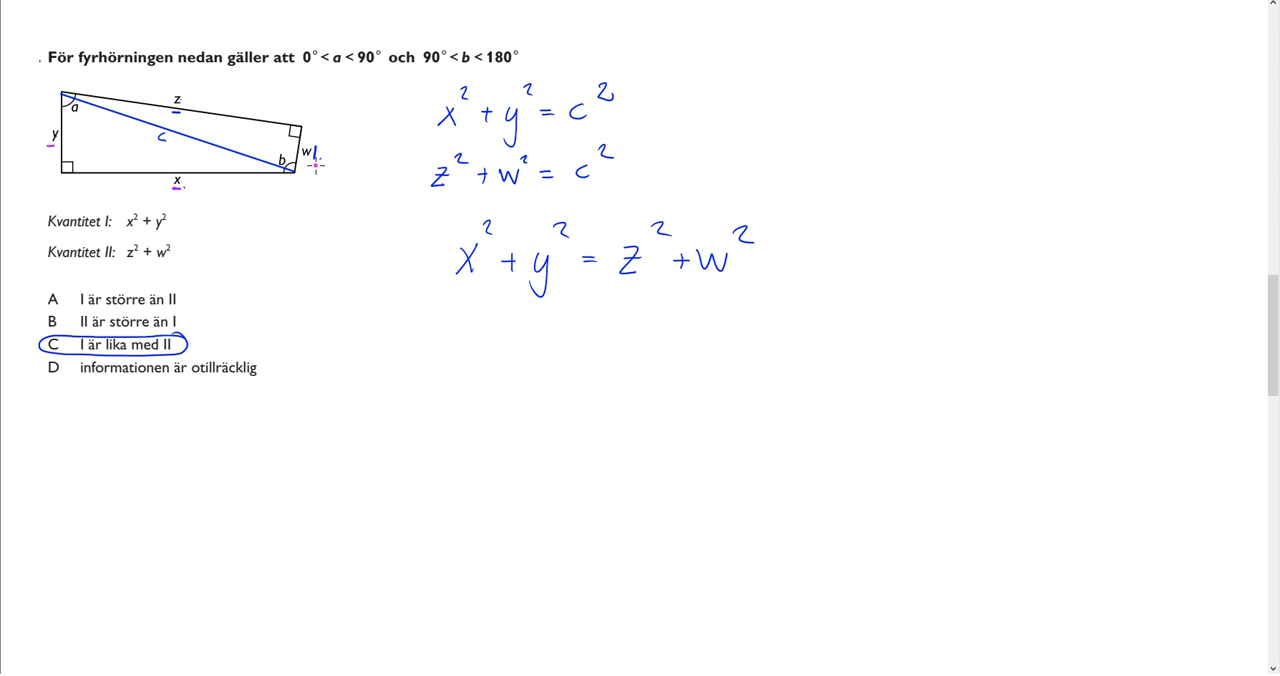 . För fyrhörningen nedan gäller att 0° < a < 90° och 90° < b < 180°
z
a
y
c
b
w
x
x² + y² = c²
z² + w² = c²
x² + y² = z² + w²
Kvantitet I: x² + y²
Kvantitet II: z² + w²
A I är större än II
B II är större än I
C I är lika med II
D informationen är otillräcklig